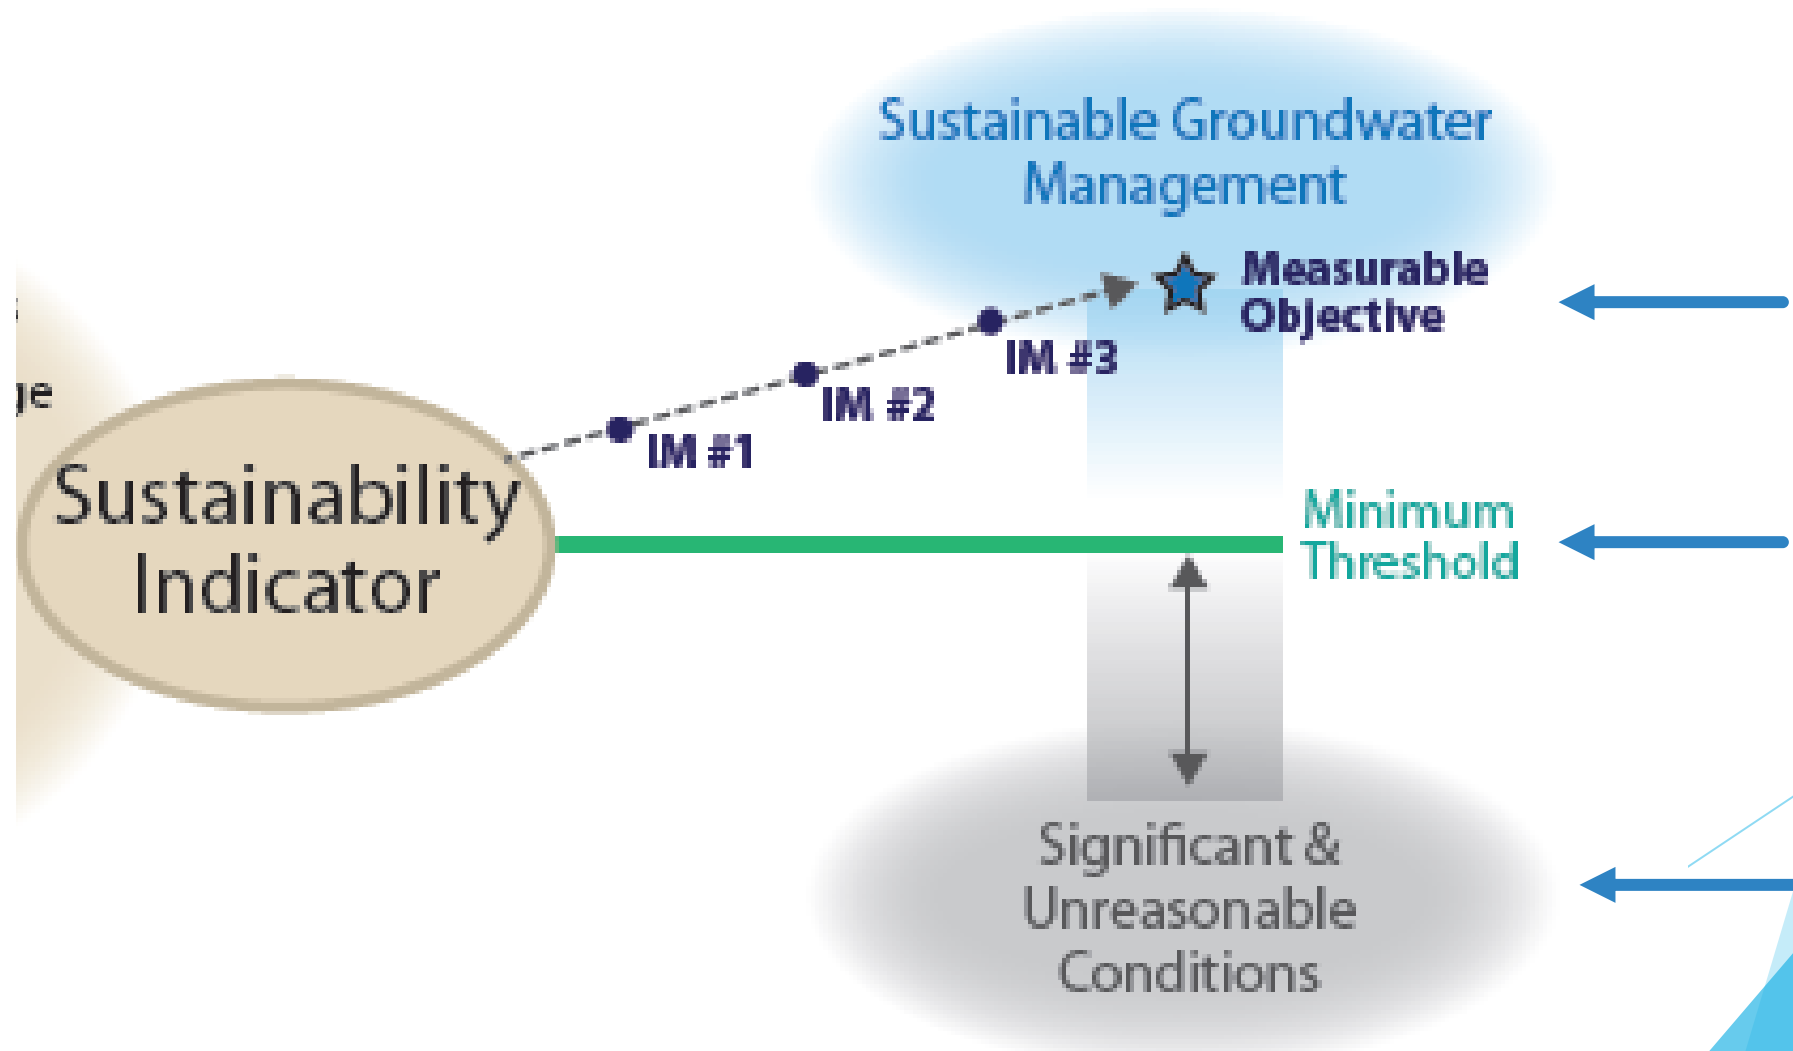 Sustainable Groundwater
Management
Measurable
Objective
IM #3
IM #2
IM #1
Sustainability
Indicator
Minimum
Threshold
Significant &
Unreasonable
Conditions